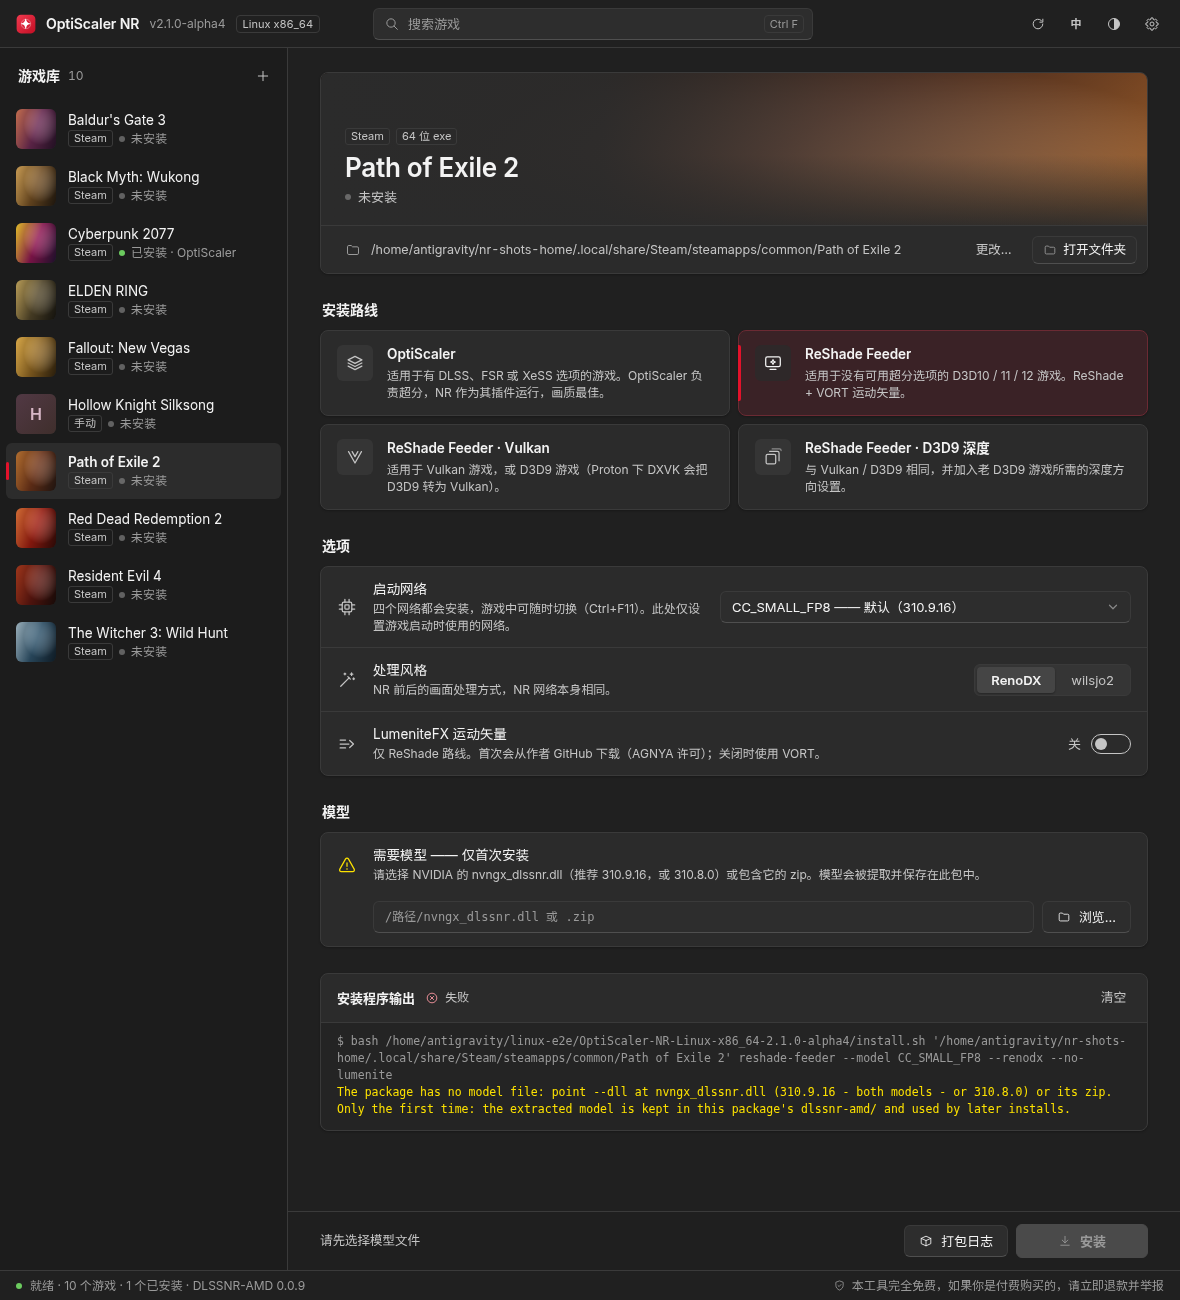 OptiScaler NR v2.1.0-alpha4 Linux x86_64
搜索游戏 Ctrl F
中
游戏库 10
Baldur's Gate 3
Steam 未安装
Black Myth: Wukong
Steam 未安装
Cyberpunk 2077
Steam 已安装 · OptiScaler
ELDEN RING
Steam 未安装
Fallout: New Vegas
Steam 未安装
H
Hollow Knight Silksong
手动 未安装
Path of Exile 2
Steam 未安装
Red Dead Redemption 2
Steam 未安装
Resident Evil 4
Steam 未安装
The Witcher 3: Wild Hunt
Steam 未安装
Steam 64 位 exe
Path of Exile 2
未安装
/home/antigravity/nr-shots-home/.local/share/Steam/steamapps/common/Path of Exile 2 更改... 打开文件夹
安装路线
OptiScaler
适用于有 DLSS、FSR 或 XeSS 选项的游戏。OptiScaler 负
责超分，NR 作为其插件运行，画质最佳。
ReShade Feeder
适用于没有可用超分选项的 D3D10 / 11 / 12 游戏。ReShade
+ VORT 运动矢量。
ReShade Feeder · Vulkan
适用于 Vulkan 游戏，或 D3D9 游戏（Proton 下 DXVK 会把
D3D9 转为 Vulkan）。
ReShade Feeder · D3D9 深度
与 Vulkan / D3D9 相同，并加入老 D3D9 游戏所需的深度方
向设置。
选项
启动网络
四个网络都会安装，游戏中可随时切换（Ctrl+F11）。此处仅设
置游戏启动时使用的网络。
CC_SMALL_FP8 —— 默认（310.9.16）
处理风格
NR 前后的画面处理方式，NR 网络本身相同。
RenoDX wilsjo2
LumeniteFX 运动矢量
仅 ReShade 路线。首次会从作者 GitHub 下载（AGNYA 许可）；关闭时使用 VORT。
关
模型
需要模型 —— 仅首次安装
请选择 NVIDIA 的 nvngx_dlssnr.dll（推荐 310.9.16，或 310.8.0）或包含它的 zip。模型会被提取并保存在此包中。
/路径/nvngx_dlssnr.dll 或 .zip 浏览...
安装程序输出 失败 清空
$ bash /home/antigravity/linux-e2e/OptiScaler-NR-Linux-x86_64-2.1.0-alpha4/install.sh '/home/antigravity/nr-shots-
home/.local/share/Steam/steamapps/common/Path of Exile 2' reshade-feeder --model CC_SMALL_FP8 --renodx --no-
lumenite
The package has no model file: point --dll at nvngx_dlssnr.dll (310.9.16 - both models - or 310.8.0) or its zip.
Only the first time: the extracted model is kept in this package's dlssnr-amd/ and used by later installs.
请先选择模型文件 打包日志 安装
就绪 · 10 个游戏 · 1 个已安装 · DLSSNR-AMD 0.0.9 本工具完全免费，如果你是付费购买的，请立即退款并举报